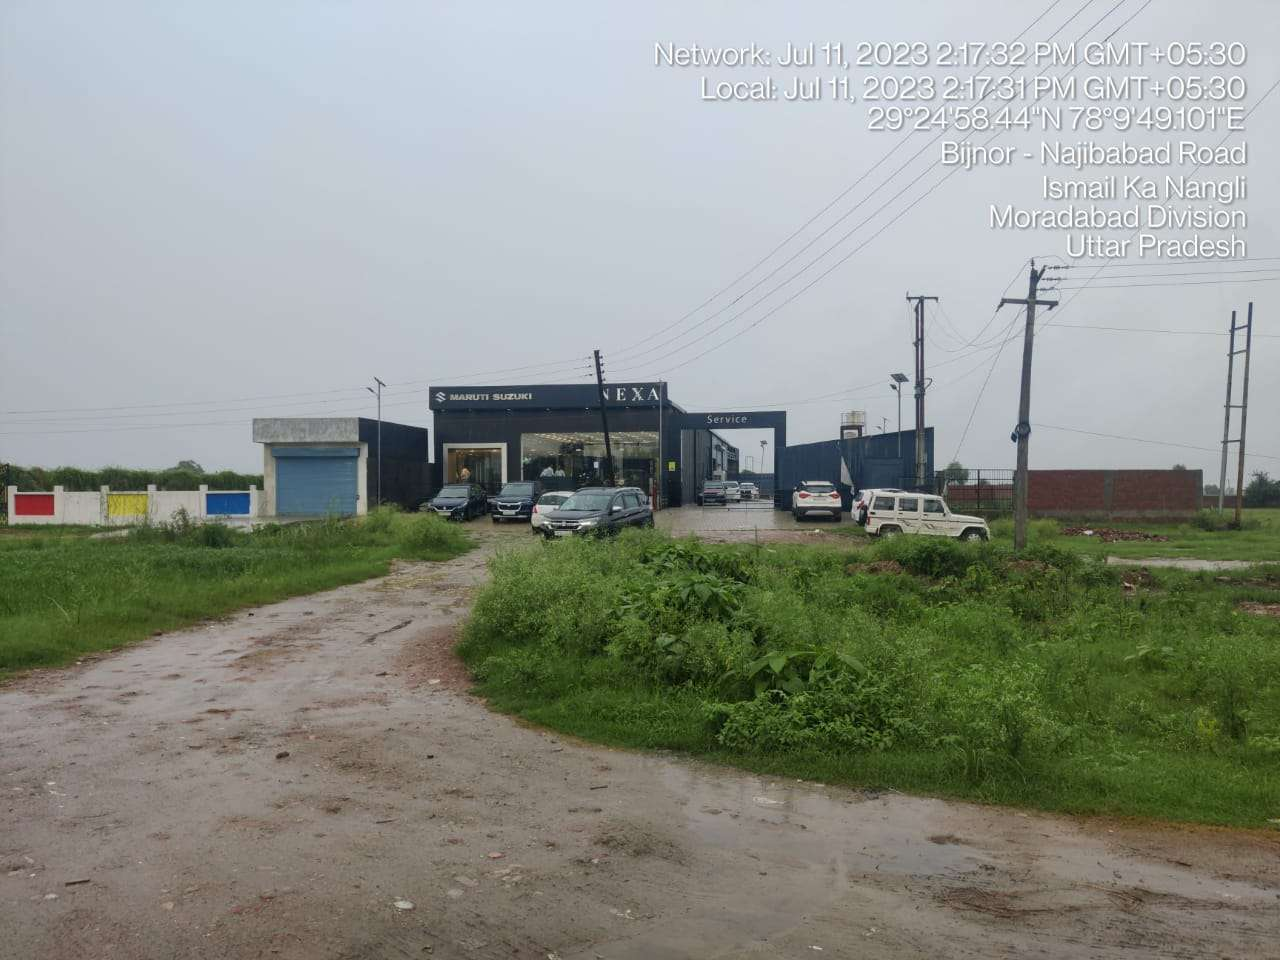 Network: Jul 11, 2023 2:17:32 PM GMT+05:30
Local: Jul 11, 2023 2:17:31 PM GMT+05:30
29°24'58.44"N 78°9'49.101"E
Bijnor - Najibabad Road
Ismail Ka Nangli
Moradabad Division
Uttar Pradesh
MARUTI SUZUKI NEXA
Service